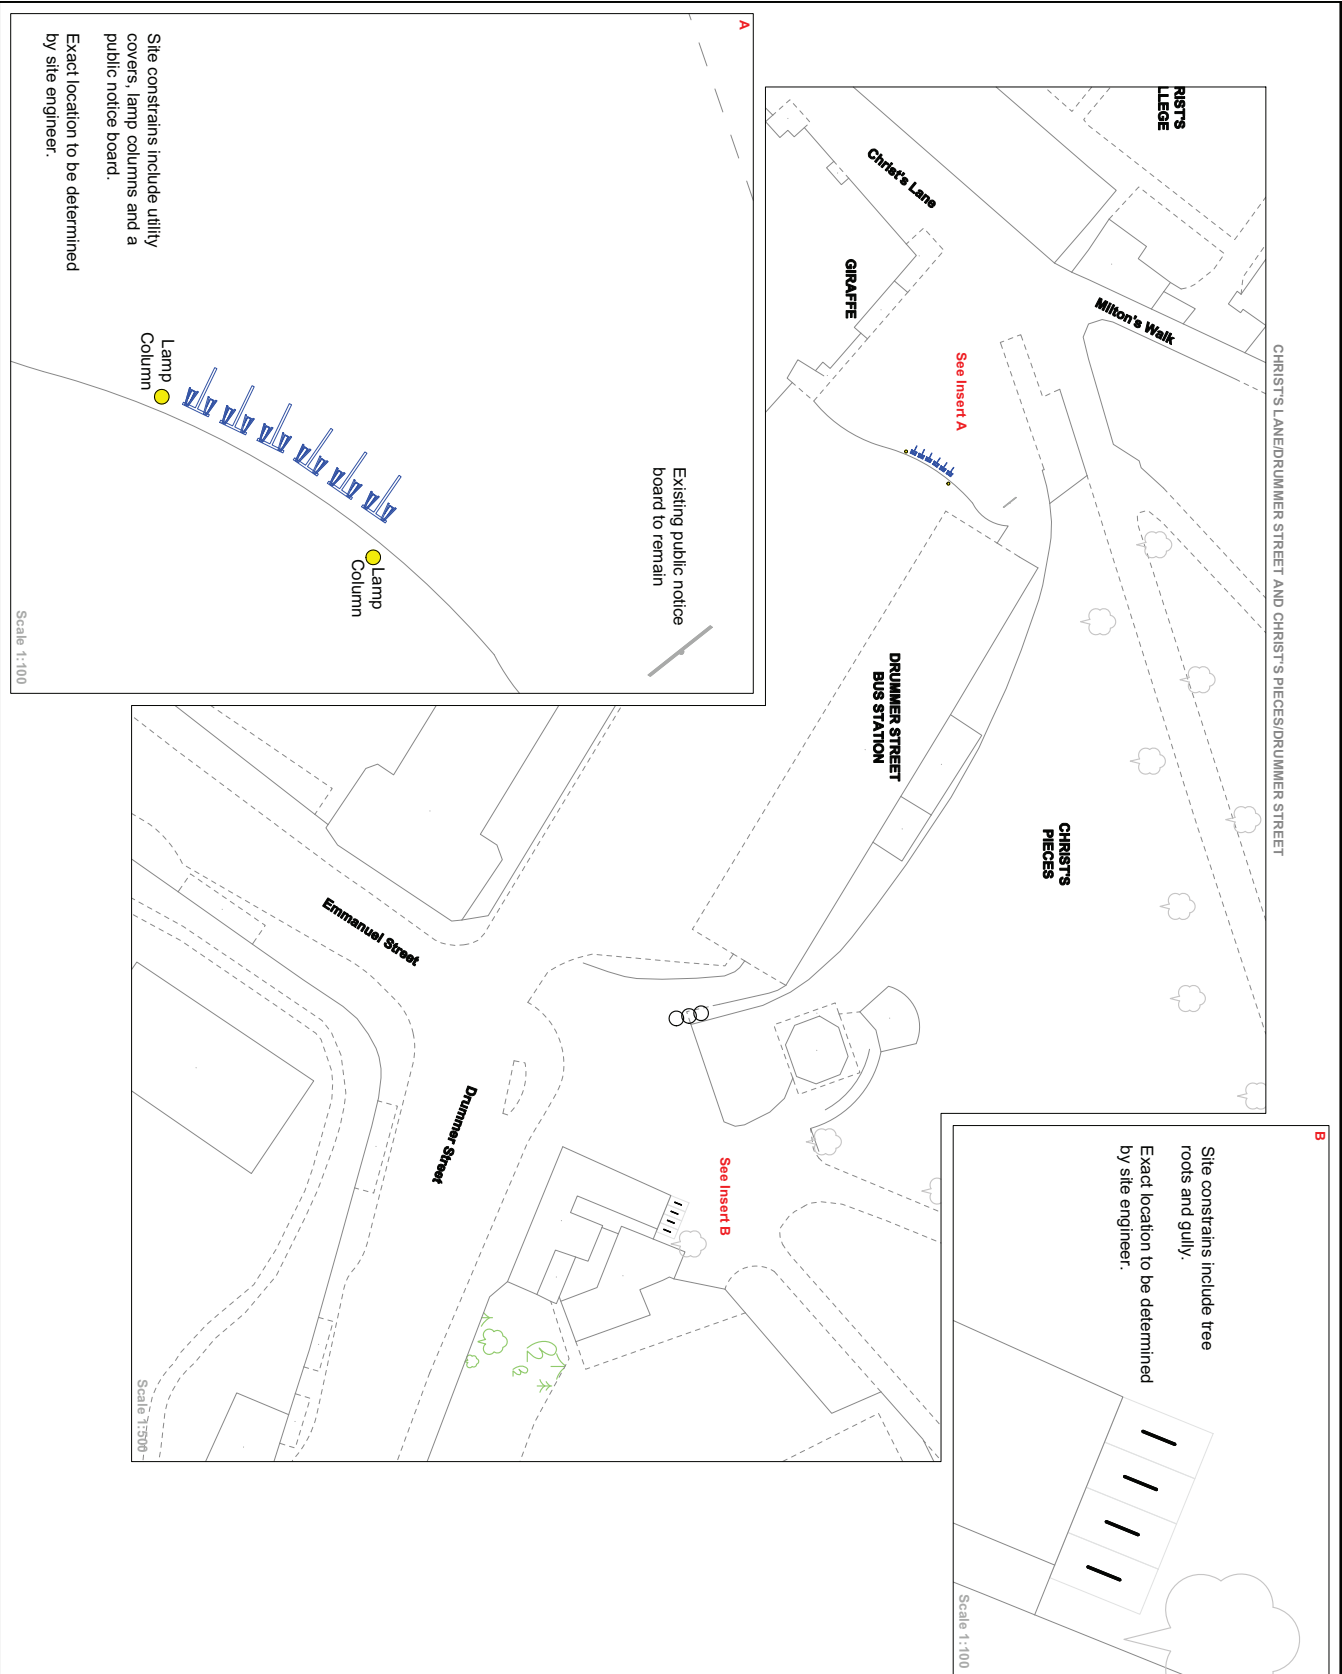 CHRIST'S LANE/DRUMMER STREET AND CHRIST'S PIECES/DRUMMER STREET
RIST'S
LLEGE
Milton's Walk
Christ's Lane
GIRAFFE
See Insert A
CHRIST'S
PIECES
DRUMMER STREET
BUS STATION
See Insert B
Emmanuel Street
Drummer Street
Scale 1:500
A
Existing public notice
board to remain
Lamp
Column
Lamp
Column
Site constrains include utility
covers, lamp columns and a
public notice board.
Exact location to be determined
by site engineer.
Scale 1:100
B
Site constrains include tree
roots and gully.
Exact location to be determined
by site engineer.
Scale 1:100